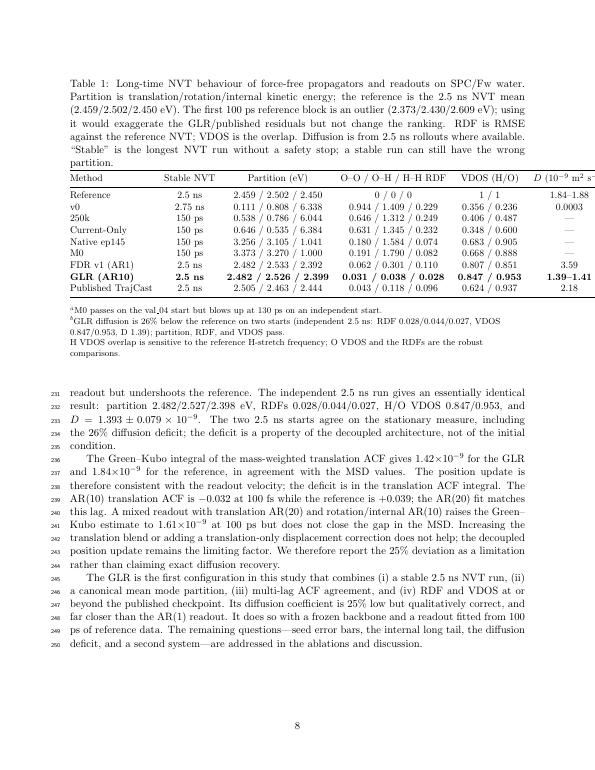 Table 1: Long-time NVT behaviour of force-free propagators and readouts on SPC/Fw water.
Partition is translation/rotation/internal kinetic energy; the reference is the 2.5 ns NVT mean
(2.459/2.502/2.450 eV). The first 100 ps reference block is an outlier (2.373/2.430/2.609 eV); using
it would exaggerate the GLR/published residuals but not change the ranking. RDF is RMSE
against the reference NVT; VDOS is the overlap. Diffusion is from 2.5 ns rollouts where available.
“Stable” is the longest NVT run without a safety stop; a stable run can still have the wrong
partition.
Method Stable NVT Partition (eV) O–O / O–H / H–H RDF VDOS (H/O) D (10⁻⁹ m² s⁻
Reference 2.5 ns 2.459 / 2.502 / 2.450 0 / 0 / 0 1 / 1 1.84–1.88
v0 2.75 ns 0.111 / 0.808 / 6.338 0.944 / 1.409 / 0.229 0.356 / 0.236 0.0003
250k 150 ps 0.538 / 0.786 / 6.044 0.646 / 1.312 / 0.249 0.406 / 0.487 —
Current-Only 150 ps 0.646 / 0.535 / 6.384 0.631 / 1.345 / 0.232 0.348 / 0.600 —
Native ep145 150 ps 3.256 / 3.105 / 1.041 0.180 / 1.584 / 0.074 0.683 / 0.905 —
M0 150 ps 3.373 / 3.270 / 1.000 0.191 / 1.790 / 0.082 0.668 / 0.888 —
FDR v1 (AR1) 2.5 ns 2.482 / 2.533 / 2.392 0.062 / 0.301 / 0.110 0.807 / 0.851 3.59
GLR (AR10) 2.5 ns 2.482 / 2.526 / 2.399 0.031 / 0.038 / 0.028 0.847 / 0.953 1.39–1.41
Published TrajCast 2.5 ns 2.505 / 2.463 / 2.444 0.043 / 0.118 / 0.096 0.624 / 0.937 2.18
ᵃM0 passes on the val_04 start but blows up at 130 ps on an independent start.
ᵇGLR diffusion is 26% below the reference on two starts (independent 2.5 ns: RDF 0.028/0.044/0.027, VDOS
0.847/0.953, D 1.39); partition, RDF, and VDOS pass.
H VDOS overlap is sensitive to the reference H-stretch frequency; O VDOS and the RDFs are the robust
comparisons.
231 readout but undershoots the reference. The independent 2.5 ns run gives an essentially identical
232 result: partition 2.482/2.527/2.398 eV, RDFs 0.028/0.044/0.027, H/O VDOS 0.847/0.953, and
233 D = 1.393 ± 0.079 × 10⁻⁹. The two 2.5 ns starts agree on the stationary measure, including
234 the 26% diffusion deficit; the deficit is a property of the decoupled architecture, not of the initial
235 condition.
236 The Green–Kubo integral of the mass-weighted translation ACF gives 1.42×10⁻⁹ for the GLR
237 and 1.84×10⁻⁹ for the reference, in agreement with the MSD values. The position update is
238 therefore consistent with the readout velocity; the deficit is in the translation ACF integral. The
239 AR(10) translation ACF is −0.032 at 100 fs while the reference is +0.039; the AR(20) fit matches
240 this lag. A mixed readout with translation AR(20) and rotation/internal AR(10) raises the Green–
241 Kubo estimate to 1.61×10⁻⁹ at 100 ps but does not close the gap in the MSD. Increasing the
242 translation blend or adding a translation-only displacement correction does not help; the decoupled
243 position update remains the limiting factor. We therefore report the 25% deviation as a limitation
244 rather than claiming exact diffusion recovery.
245 The GLR is the first configuration in this study that combines (i) a stable 2.5 ns NVT run, (ii)
246 a canonical mean mode partition, (iii) multi-lag ACF agreement, and (iv) RDF and VDOS at or
247 beyond the published checkpoint. Its diffusion coefficient is 25% low but qualitatively correct, and
248 far closer than the AR(1) readout. It does so with a frozen backbone and a readout fitted from 100
249 ps of reference data. The remaining questions—seed error bars, the internal long tail, the diffusion
250 deficit, and a second system—are addressed in the ablations and discussion.
8